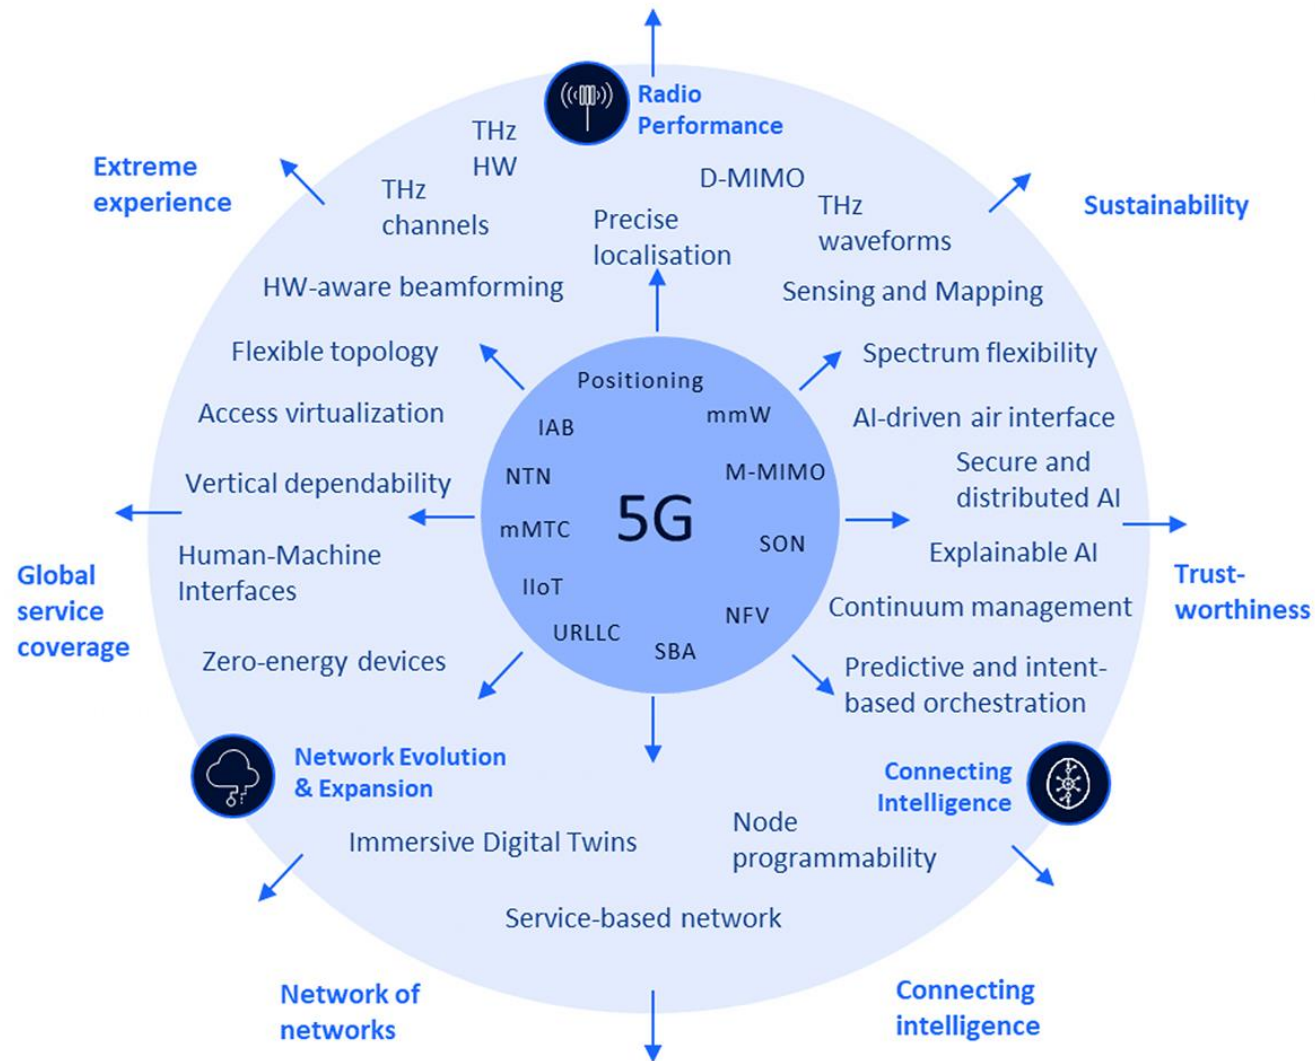 Radio
Performance
THz
HW
Extreme
experience
D-MIMO
THz
channels
THz
waveforms
Sustainability
Precise
localisation
HW-aware beamforming
Sensing and Mapping
Flexible topology
Spectrum flexibility
Positioning
Access virtualization
mmW
AI-driven air interface
IAB
Vertical dependability
NTN
M-MIMO
Secure and
distributed AI
5G
mMTC
SON
Explainable AI
Human-Machine
Interfaces
Global
service
coverage
Trust-
worthiness
IIoT
Continuum management
NFV
URLLC
SBA
Zero-energy devices
Predictive and intent-
based orchestration
Network Evolution
& Expansion
Connecting
Intelligence
Immersive Digital Twins
Node
programmability
Service-based network
Network of
networks
Connecting
intelligence